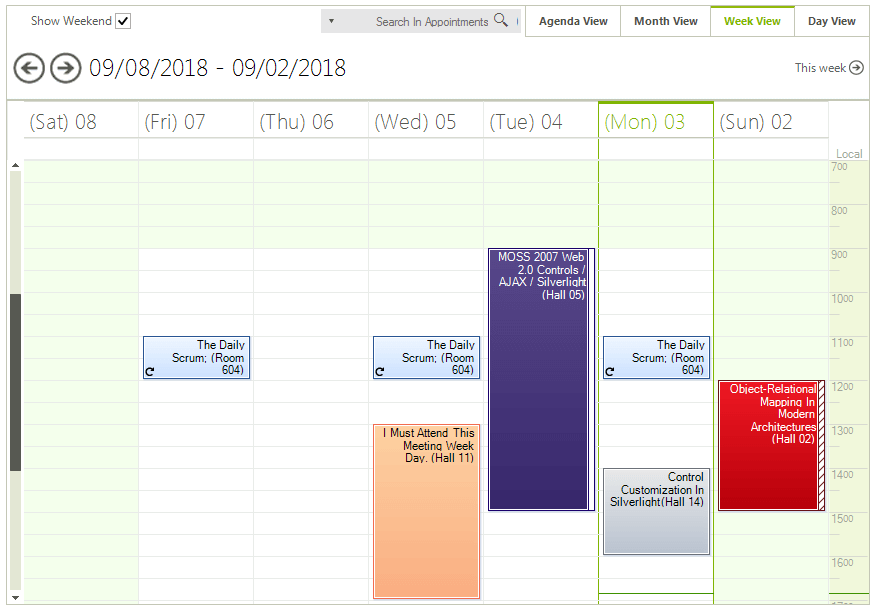 Show Weekend
Search In Appointments
Agenda View
Month View
Week View
Day View
09/08/2018 - 09/02/2018
This week
(Sat) 08
(Fri) 07
(Thu) 06
(Wed) 05
(Tue) 04
(Mon) 03
(Sun) 02
Local
700
800
900
1000
1100
1200
1300
1400
1500
1600
The Daily
Scrum; (Room
604)
The Daily
Scrum; (Room
604)
I Must Attend This
Meeting Week
Day. (Hall 11)
MOSS 2007 Web
2.0 Controls /
AJAX / Silverlight
(Hall 05)
The Daily
Scrum; (Room
604)
Control
Customization In
Silverlight(Hall 14)
Object-Relational
Mapping In
Modern
Architectures
(Hall 02)